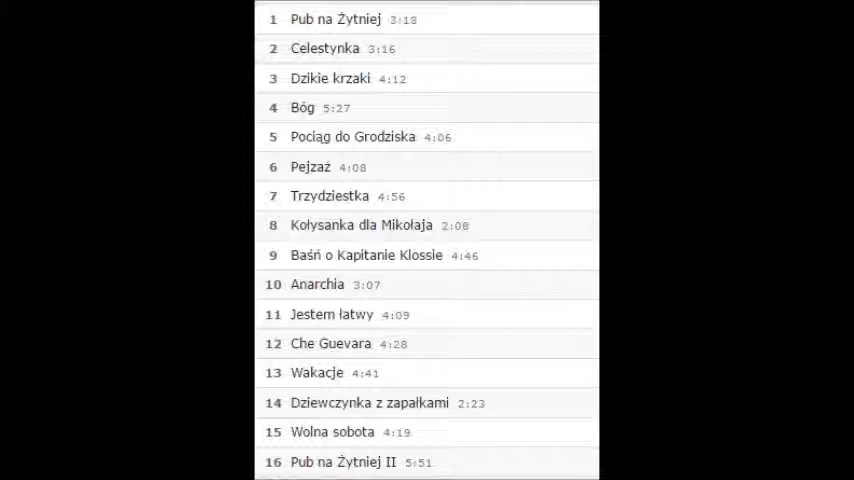 1 Pub na Żytniej 3:18
2 Celestynka 3:16
3 Dzikie krzaki 4:12
4 Bóg 5:27
5 Pociąg do Grodziska 4:06
6 Pejzaż 4:08
7 Trzydziestka 4:56
8 Kołysanka dla Mikołaja 2:08
9 Baśń o Kapitanie Klossie 4:46
10 Anarchia 3:07
11 Jestem łatwy 4:09
12 Che Guevara 4:28
13 Wakacje 4:41
14 Dziewczynka z zapałkami 2:23
15 Wolna sobota 4:19
16 Pub na Żytniej II 5:51